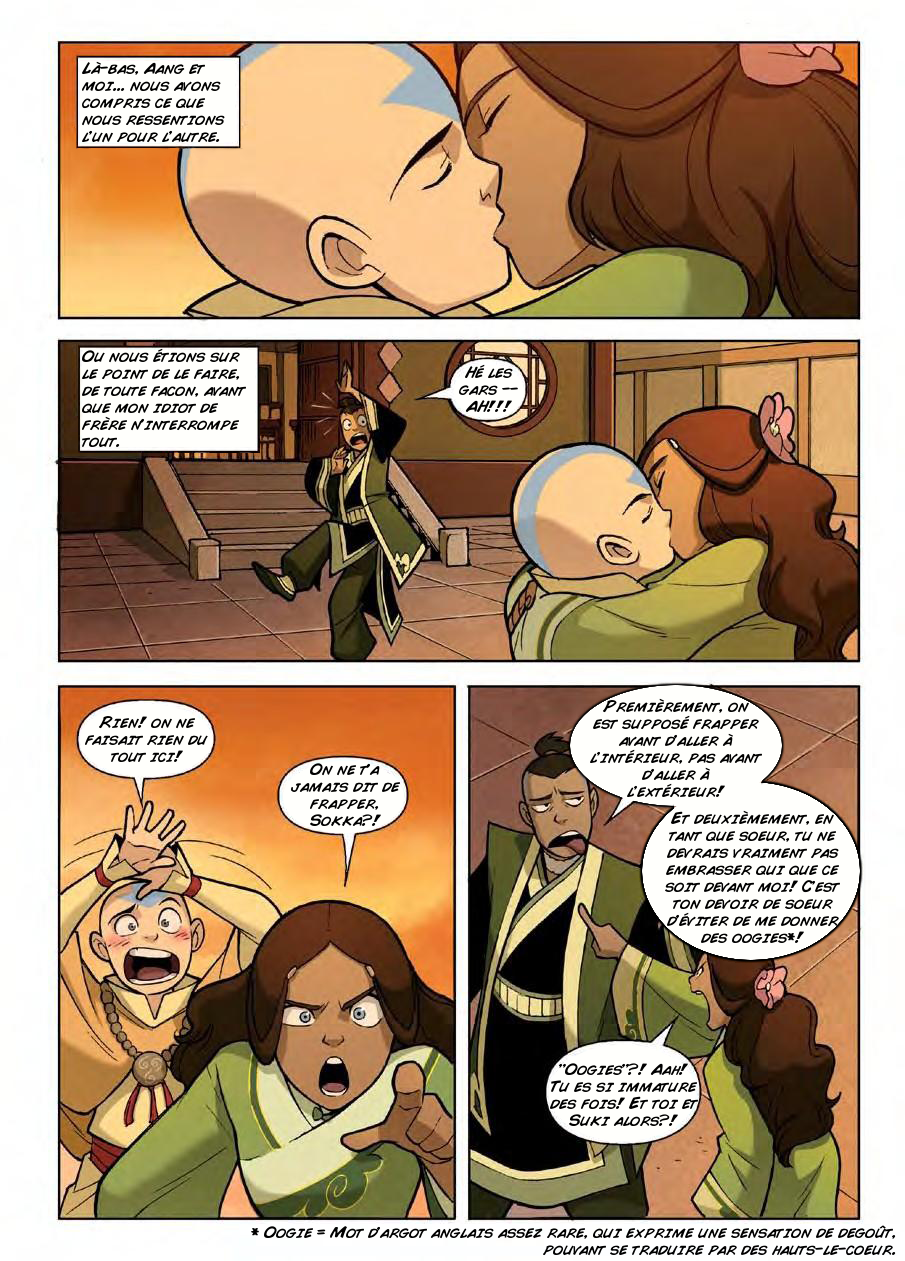 LÀ-BAS, AANG ET
MOI... NOUS AVONS
COMPRIS CE QUE
NOUS RESSENTIONS
L'UN POUR L'AUTRE.
OU NOUS ÉTIONS SUR
LE POINT DE LE FAIRE,
DE TOUTE FACON, AVANT
QUE MON IDIOT DE
FRÈRE N'INTERROMPE
TOUT.
HÉ LES
GARS --
AH!!!
RIEN! ON NE
FAISAIT RIEN DU
TOUT ICI!
ON NE T'A
JAMAIS DIT DE
FRAPPER,
SOKKA?!
PREMIÈREMENT, ON
EST SUPPOSÉ FRAPPER
AVANT D'ALLER À
L'INTÉRIEUR, PAS AVANT
D'ALLER À
L'EXTÉRIEUR!
ET DEUXIÈMEMENT, EN
TANT QUE SOEUR, TU NE
DEVRAIS VRAIMENT PAS
EMBRASSER QUI QUE CE
SOIT DEVANT MOI! C'EST
TON DEVOIR DE SOEUR
D'ÉVITER DE ME DONNER
DES OOGIES*!
"OOGIES"?! AAH!
TU ES SI IMMATURE
DES FOIS! ET TOI ET
SUKI ALORS?!
* OOGIE = MOT D'ARGOT ANGLAIS ASSEZ RARE, QUI EXPRIME UNE SENSATION DE DEGOÛT,
POUVANT SE TRADUIRE PAR DES HAUTS-LE-COEUR.